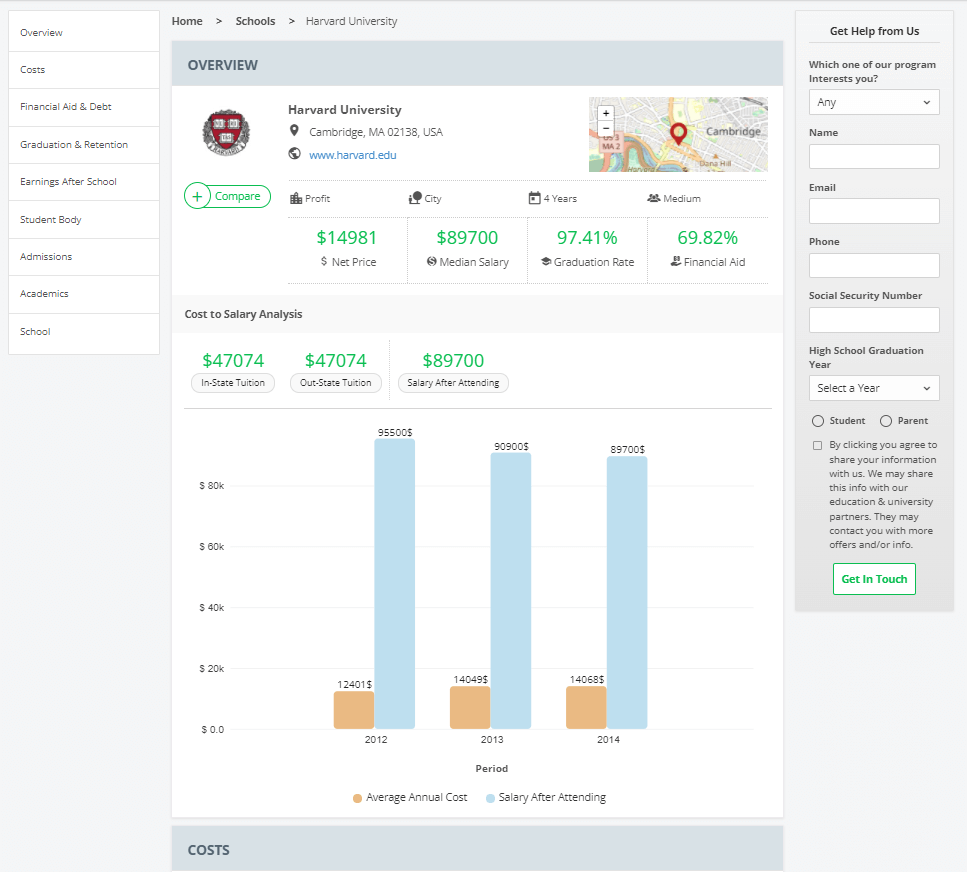 Overview
Costs
Financial Aid & Debt
Graduation & Retention
Earnings After School
Student Body
Admissions
Academics
School
Home > Schools > Harvard University
OVERVIEW
Harvard University
Cambridge, MA 02138, USA
www.harvard.edu
+ Compare
+
−
US 3
MA 2
Cambridge
Dana Hill
Profit
City
4 Years
Medium
$14981
$ Net Price
$89700
Median Salary
97.41%
Graduation Rate
69.82%
Financial Aid
Cost to Salary Analysis
$47074
In-State Tuition
$47074
Out-State Tuition
$89700
Salary After Attending
95500$
90900$
89700$
$ 80k
$ 60k
$ 40k
$ 20k
12401$
14049$
14068$
$ 0.0
2012
2013
2014
Period
Average Annual Cost
Salary After Attending
COSTS
Get Help from Us
Which one of our program
Interests you?
Any
Name
Email
Phone
Social Security Number
High School Graduation
Year
Select a Year
Student
Parent
By clicking you agree to
share your information
with us. We may share
this info with our
education & university
partners. They may
contact you with more
offers and/or info.
Get In Touch